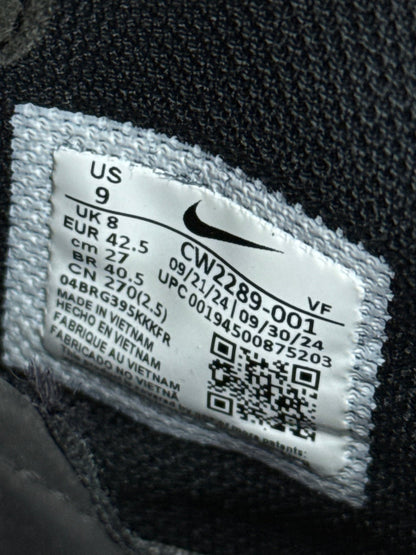 US
9
UK 8
EUR 42.5
cm 27
BR 40.5
CN 270(2.5)
04BRG395KKKFR
MADE IN VIETNAM
HECHO EN VIETNAM
FABRIQUE AU VIETNAM
FABRICADO NO VIETNÃ
CW2289-001
09/21/24 | 09/30/24
UPC 00194500875203
VF
more patents: